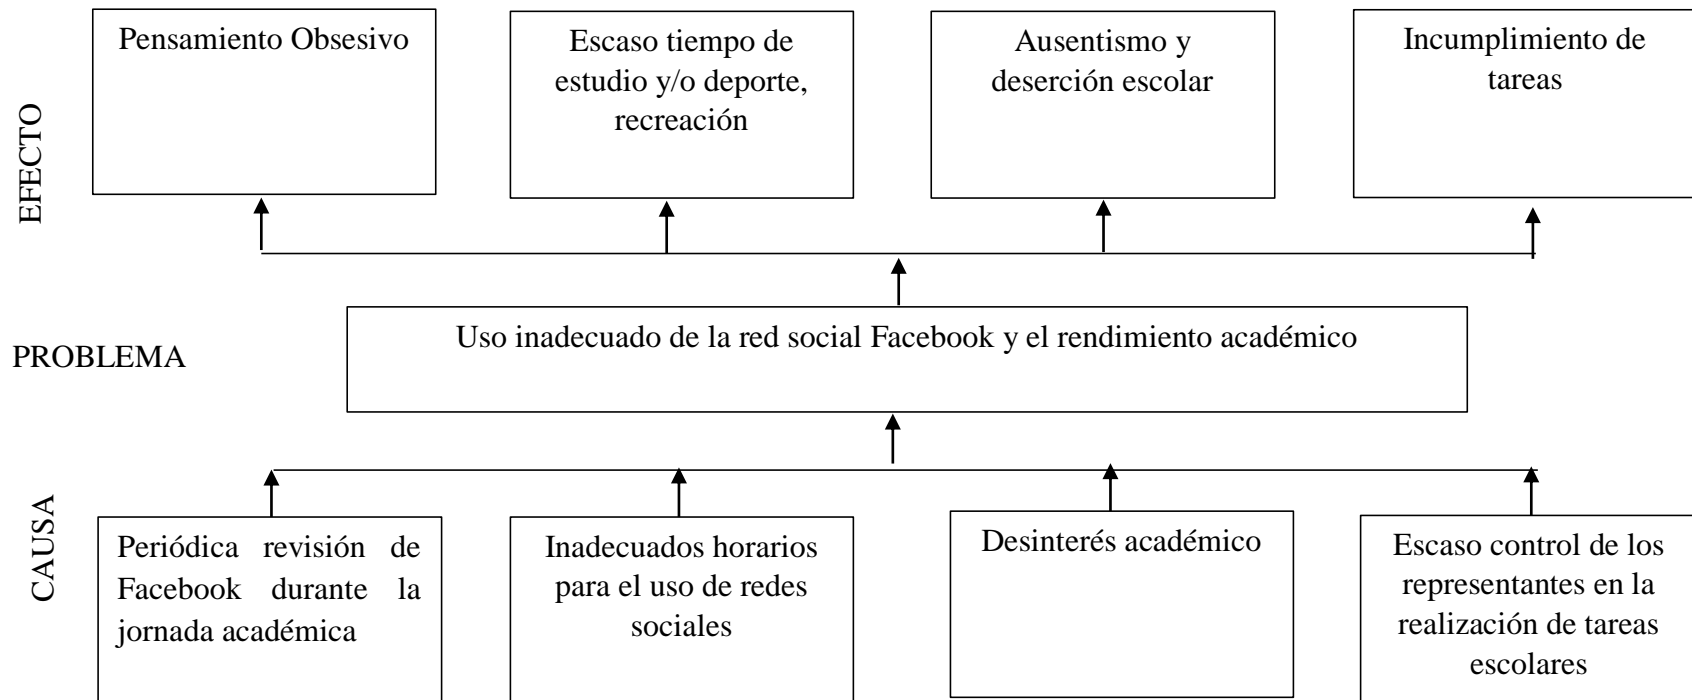 EFECTO
Pensamiento Obsesivo
Escaso tiempo de
estudio y/o deporte,
recreación
Ausentismo y
deserción escolar
Incumplimiento de
tareas
PROBLEMA
Uso inadecuado de la red social Facebook y el rendimiento académico
CAUSA
Periódica revisión de
Facebook durante la
jornada académica
Inadecuados horarios
para el uso de redes
sociales
Desinterés académico
Escaso control de los
representantes en la
realización de tareas
escolares